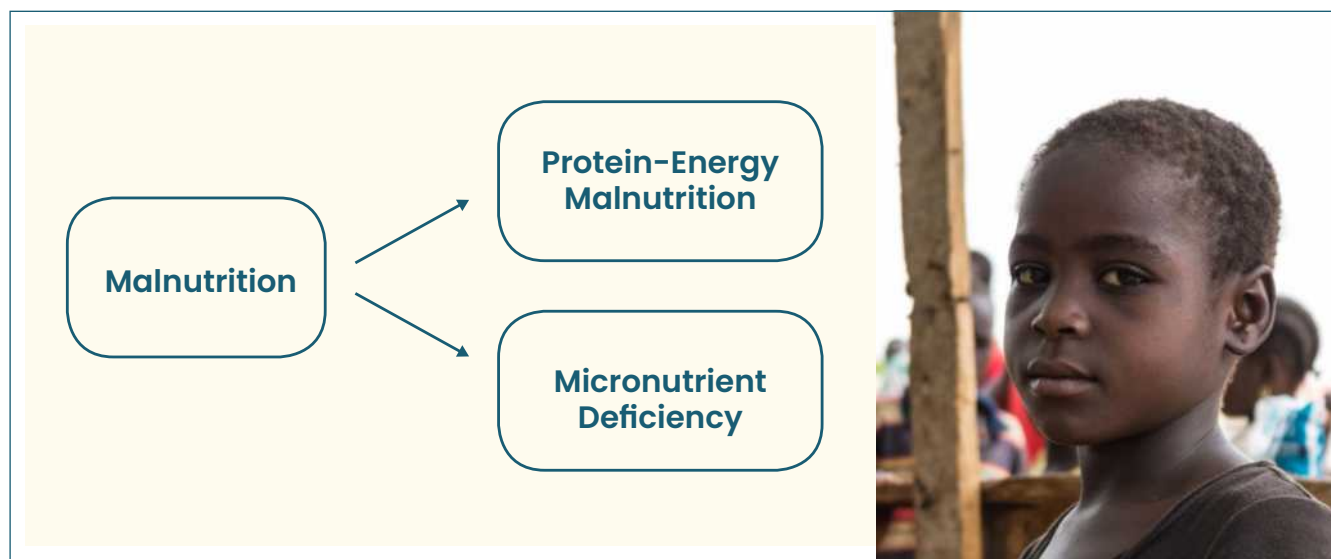 Malnutrition
Protein-Energy
Malnutrition
Micronutrient
Deficiency